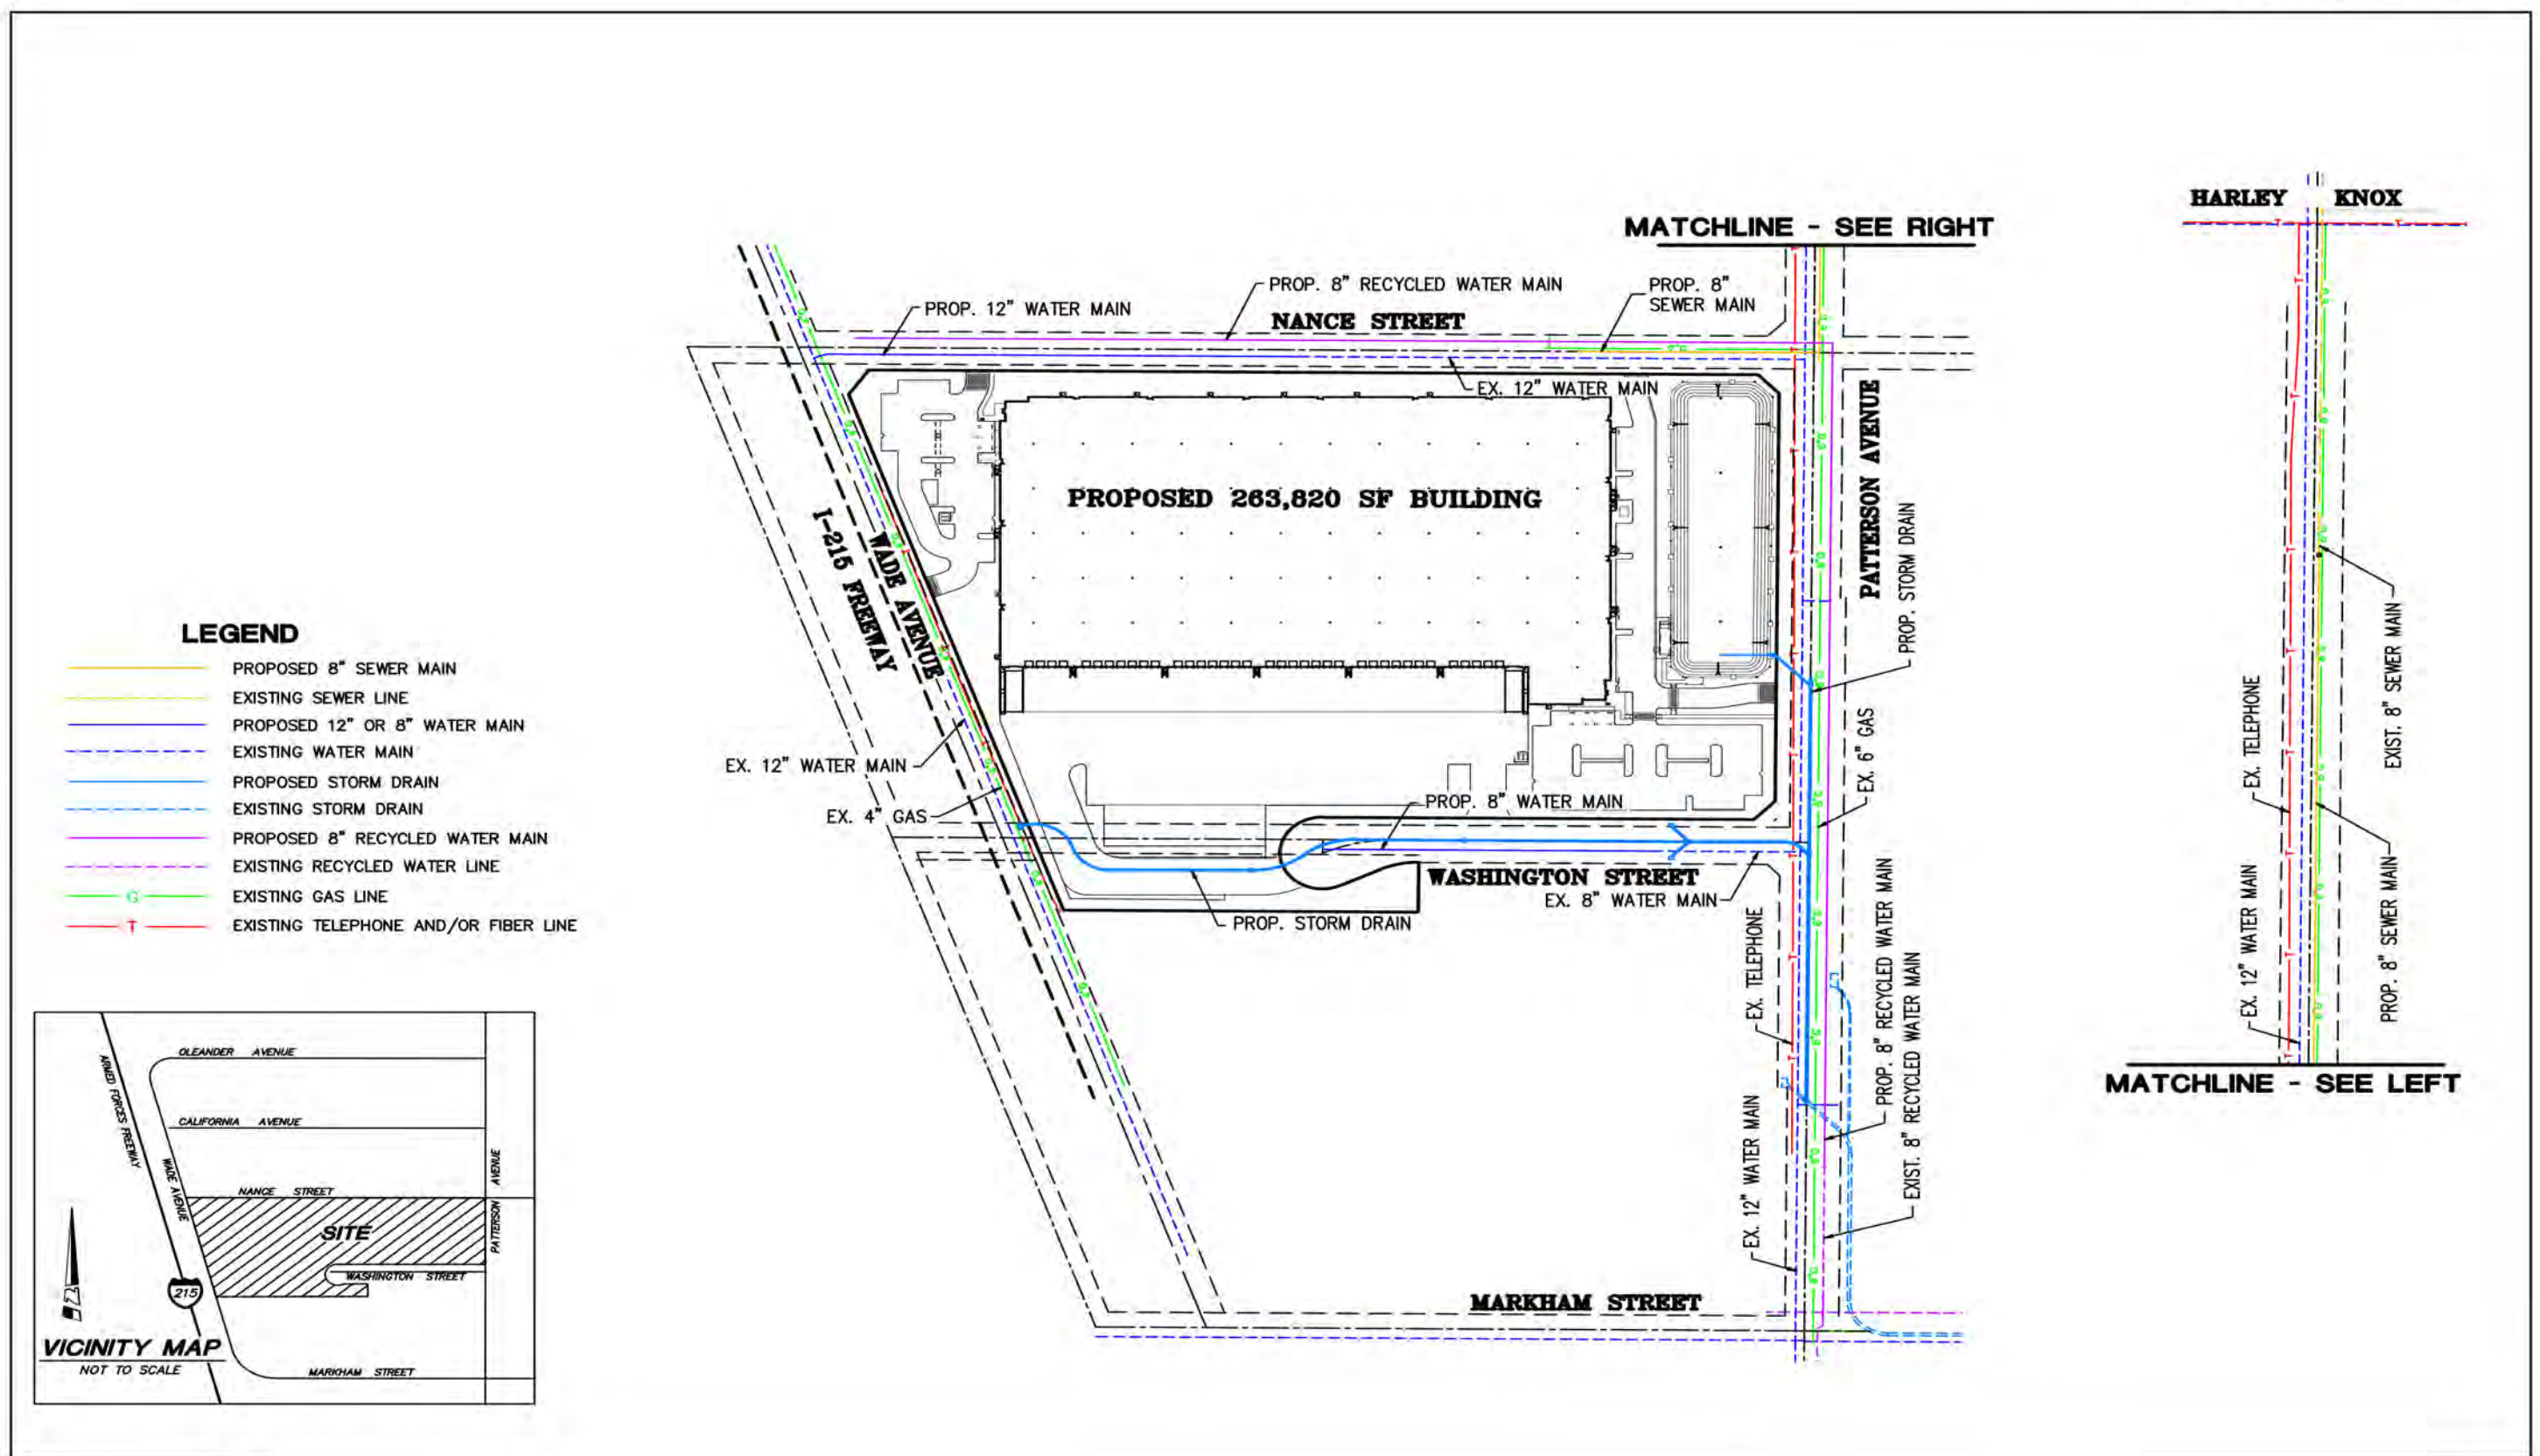 MATCHLINE - SEE RIGHT
HARLEY KNOX
PROP. 8" RECYCLED WATER MAIN
PROP. 8"
SEWER MAIN
PROP. 12" WATER MAIN
NANCE STREET
EX. 12" WATER MAIN
PATTERSON AVENUE
PROPOSED 263,820 SF BUILDING
PROP. STORM DRAIN
WADE AVENUE
I-215 FREEWAY
EX. 12" WATER MAIN
EX. 4" GAS
EX. 6" GAS
PROP. 8" WATER MAIN
WASHINGTON STREET
EX. 8" WATER MAIN
PROP. STORM DRAIN
EX. TELEPHONE
PROP. 8" RECYCLED WATER MAIN
EXIST. 8" RECYCLED WATER MAIN
EX. 12" WATER MAIN
MARKHAM STREET
EX. TELEPHONE
EX. 12" WATER MAIN
EXIST. 8" SEWER MAIN
PROP. 8" SEWER MAIN
MATCHLINE - SEE LEFT
LEGEND
PROPOSED 8" SEWER MAIN
EXISTING SEWER LINE
PROPOSED 12" OR 8" WATER MAIN
EXISTING WATER MAIN
PROPOSED STORM DRAIN
EXISTING STORM DRAIN
PROPOSED 8" RECYCLED WATER MAIN
EXISTING RECYCLED WATER LINE
G EXISTING GAS LINE
T EXISTING TELEPHONE AND/OR FIBER LINE
OLEANDER AVENUE
ARMED FORCES FREEWAY
CALIFORNIA AVENUE
WADE AVENUE
NANCE STREET
PATTERSON AVENUE
SITE
WASHINGTON STREET
215
VICINITY MAP
NOT TO SCALE
MARKHAM STREET